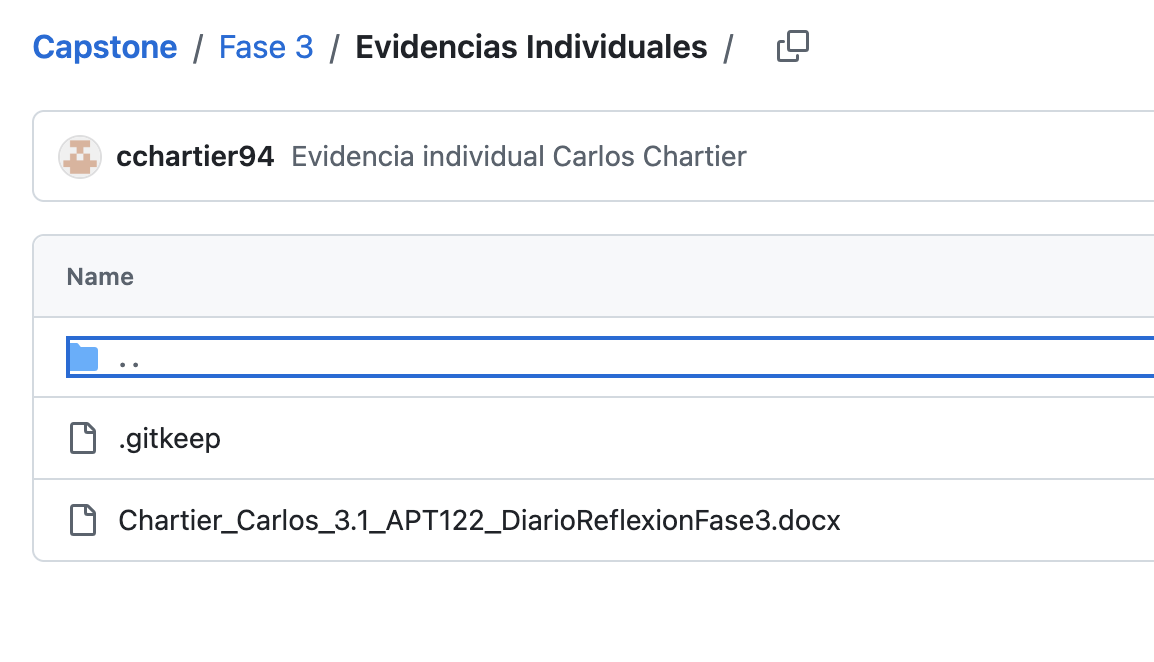 Capstone / Fase 3 / Evidencias Individuales /
cchartier94 Evidencia individual Carlos Chartier
Name
..
.gitkeep
Chartier_Carlos_3.1_APT122_DiarioReflexionFase3.docx